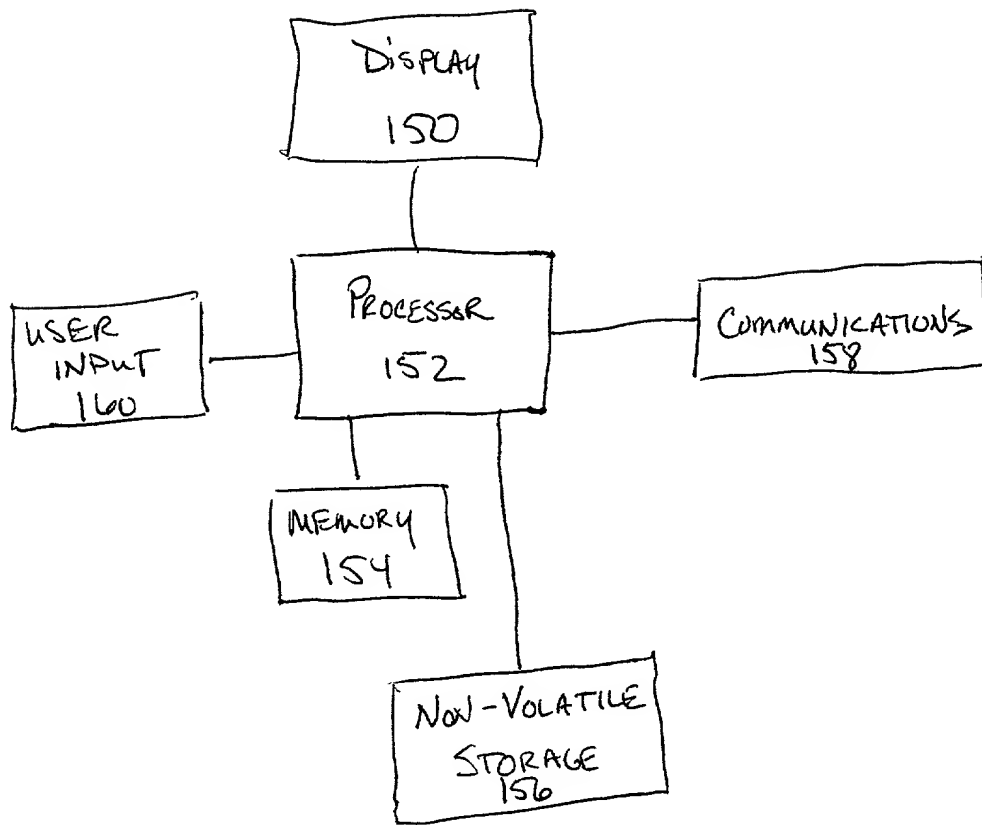 DISPLAY
150
PROCESSOR
152
USER
INPUT
160
COMMUNICATIONS
158
MEMORY
154
NON-VOLATILE
STORAGE
156